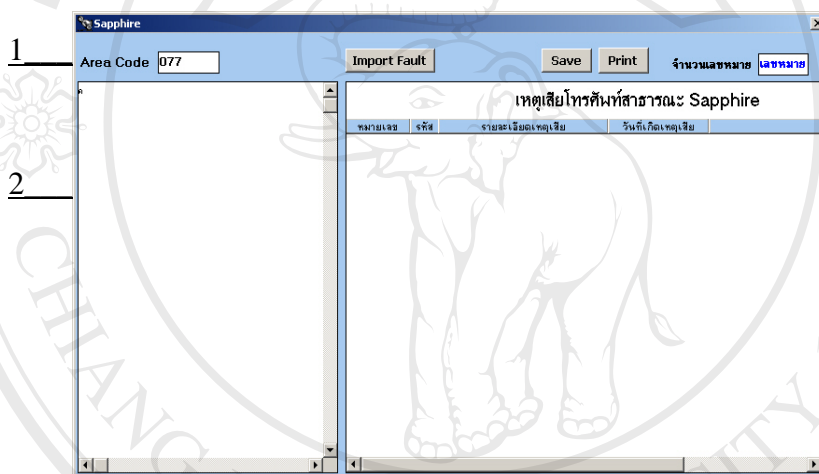 Sapphire
1 Area Code 077 Import Fault Save Print จำนวนเลขหมาย เลขหมาย
เหตุเสียโทรศัพท์สาธารณะ Sapphire
หมายเลข รหัส รายละเอียดเหตุเสีย วันที่เกิดเหตุเสีย
2
CHIANG